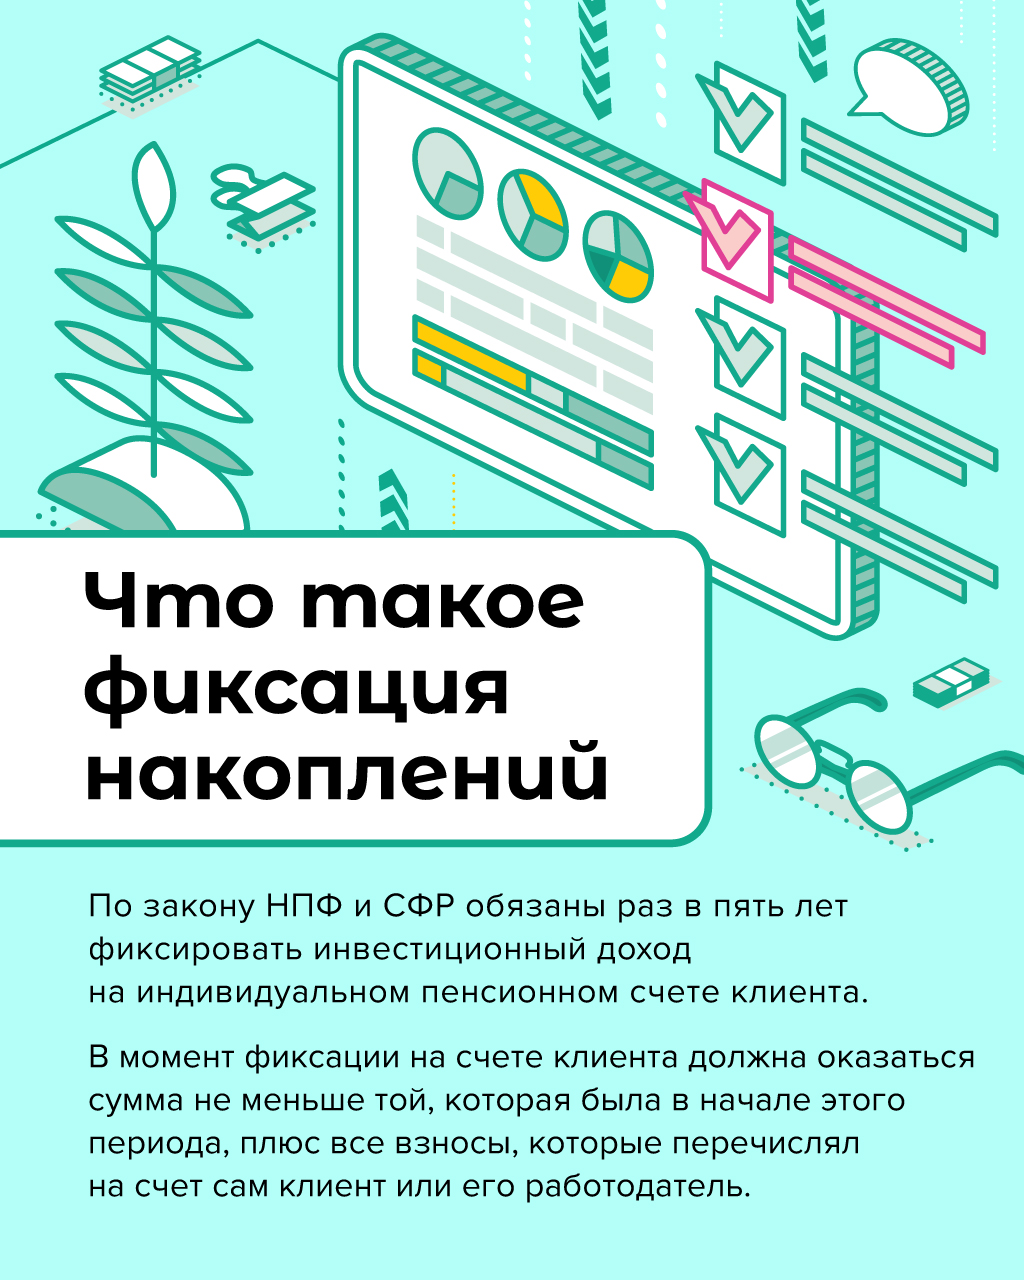 Что такое
фиксация
накоплений
По закону НПФ и СФР обязаны раз в пять лет
фиксировать инвестиционный доход
на индивидуальном пенсионном счете клиента.
В момент фиксации на счете клиента должна оказаться
сумма не меньше той, которая была в начале этого
периода, плюс все взносы, которые перечислял
на счет сам клиент или его работодатель.